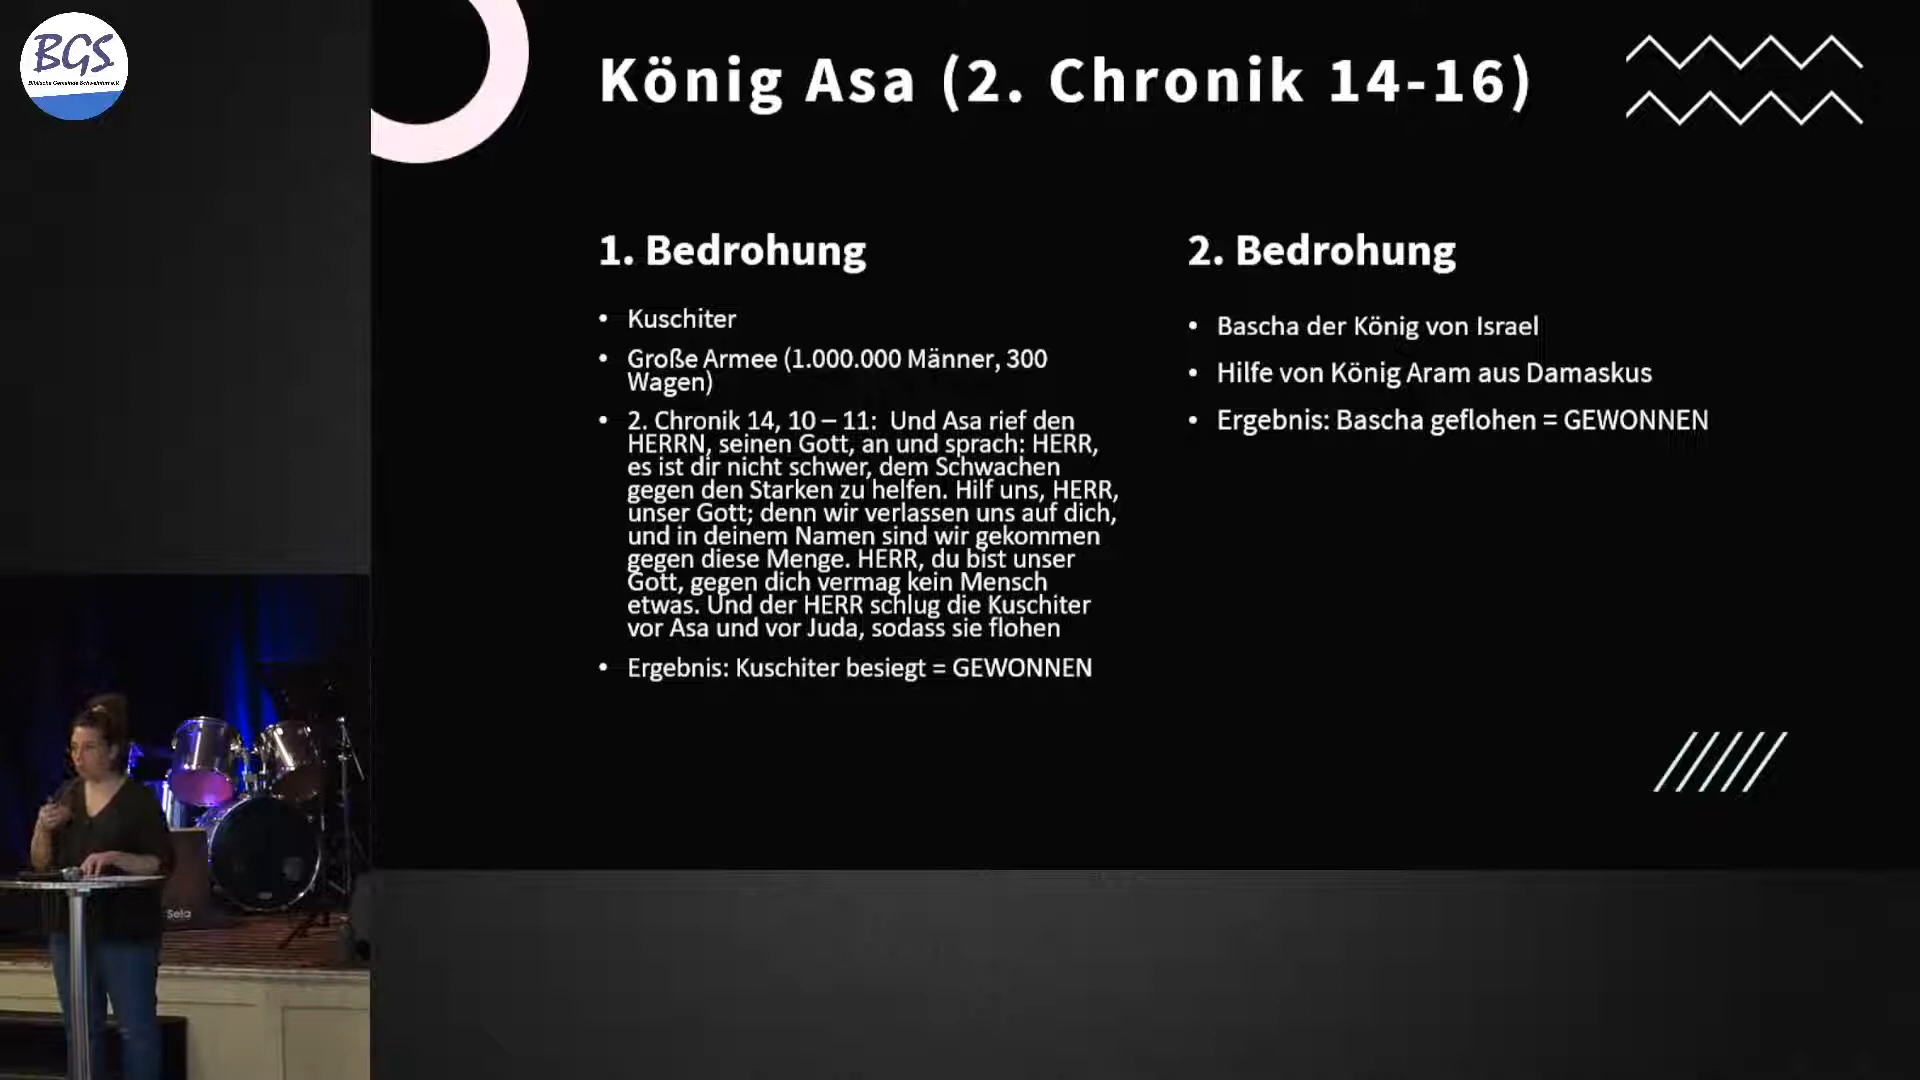 BGS
Biblische Gemeinde Schweinfurt e.V.
König Asa (2. Chronik 14-16)
1. Bedrohung
• Kuschiter
• Große Armee (1.000.000 Männer, 300
Wagen)
• 2. Chronik 14, 10 – 11: Und Asa rief den
HERRN, seinen Gott, an und sprach: HERR,
es ist dir nicht schwer, dem Schwachen
gegen den Starken zu helfen. Hilf uns, HERR,
unser Gott; denn wir verlassen uns auf dich,
und in deinem Namen sind wir gekommen
gegen diese Menge. HERR, du bist unser
Gott, gegen dich vermag kein Mensch
etwas. Und der HERR schlug die Kuschiter
vor Asa und vor Juda, sodass sie flohen
• Ergebnis: Kuschiter besiegt = GEWONNEN
2. Bedrohung
• Bascha der König von Israel
• Hilfe von König Aram aus Damaskus
• Ergebnis: Bascha geflohen = GEWONNEN
Sela